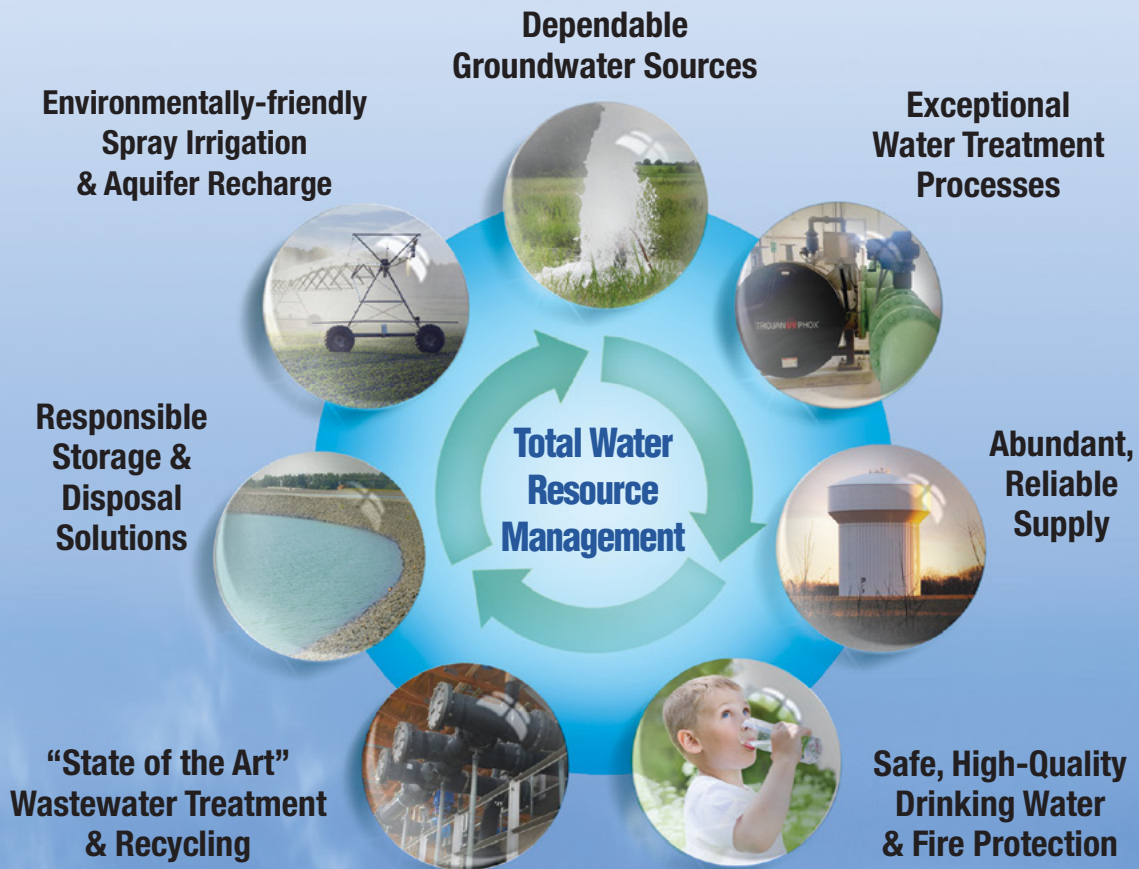 Dependable
Groundwater Sources
Exceptional
Water Treatment
Processes
Abundant,
Reliable
Supply
Safe, High-Quality
Drinking Water
& Fire Protection
“State of the Art”
Wastewater Treatment
& Recycling
Responsible
Storage &
Disposal
Solutions
Environmentally-friendly
Spray Irrigation
& Aquifer Recharge
Total Water
Resource
Management
TROJANUVPHOX